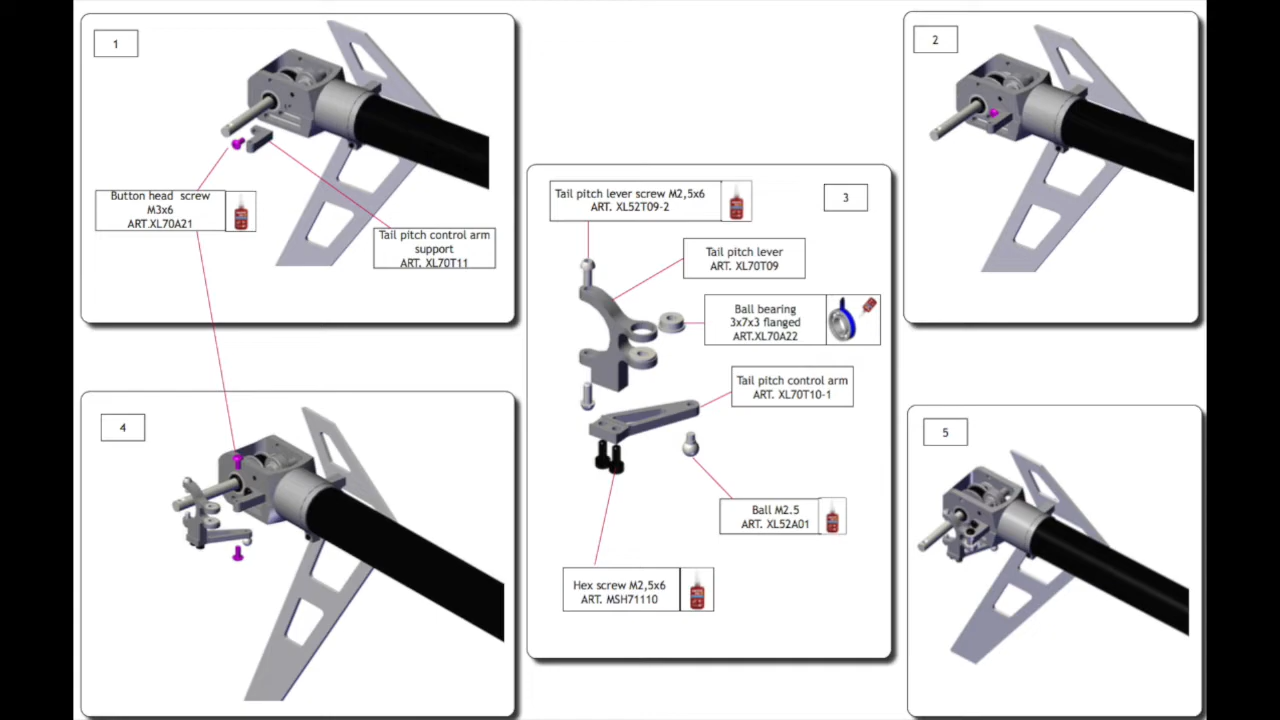 1
Button head screw
M3x6
ART.XL70A21
Tail pitch control arm
support
ART. XL70T11
2
3
Tail pitch lever screw M2,5x6
ART. XL52T09-2
Tail pitch lever
ART. XL70T09
Ball bearing
3x7x3 flanged
ART.XL70A22
Tail pitch control arm
ART. XL70T10-1
Ball M2.5
ART. XL52A01
Hex screw M2,5x6
ART. MSH71110
4
5